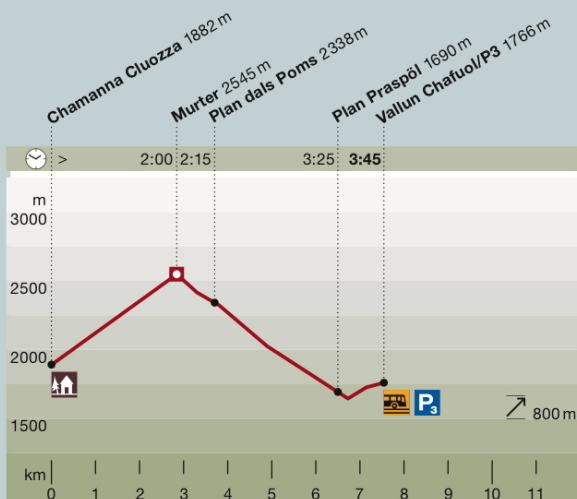 Chamanna Cluozza 1882 m
Murter 2545 m
Plan dals Poms 2338 m
Plan Praspöl 1690 m
Vallun Chafuol/P3 1766 m
> 2:00 2:15 3:25 3:45
m
3000
2500
2000
1500
P3
800 m
km
0 1 2 3 4 5 6 7 8 9 10 11